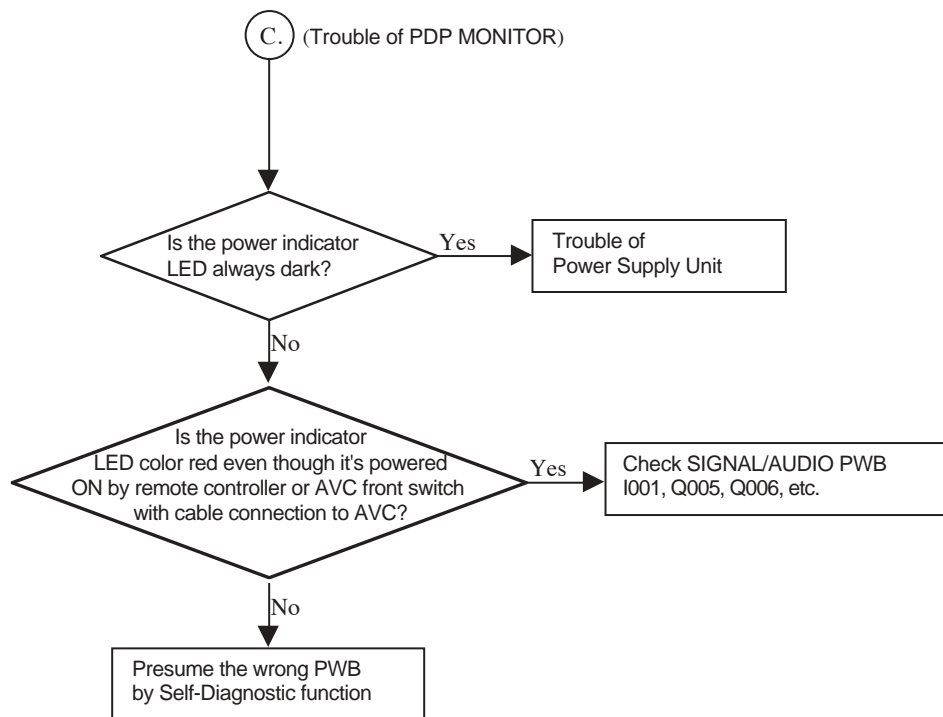 C. (Trouble of PDP MONITOR)
Is the power indicator
LED always dark?
Yes
Trouble of
Power Supply Unit
No
Is the power indicator
LED color red even though it's powered
ON by remote controller or AVC front switch
with cable connection to AVC?
Yes
Check SIGNAL/AUDIO PWB
I001, Q005, Q006, etc.
No
Presume the wrong PWB
by Self-Diagnostic function